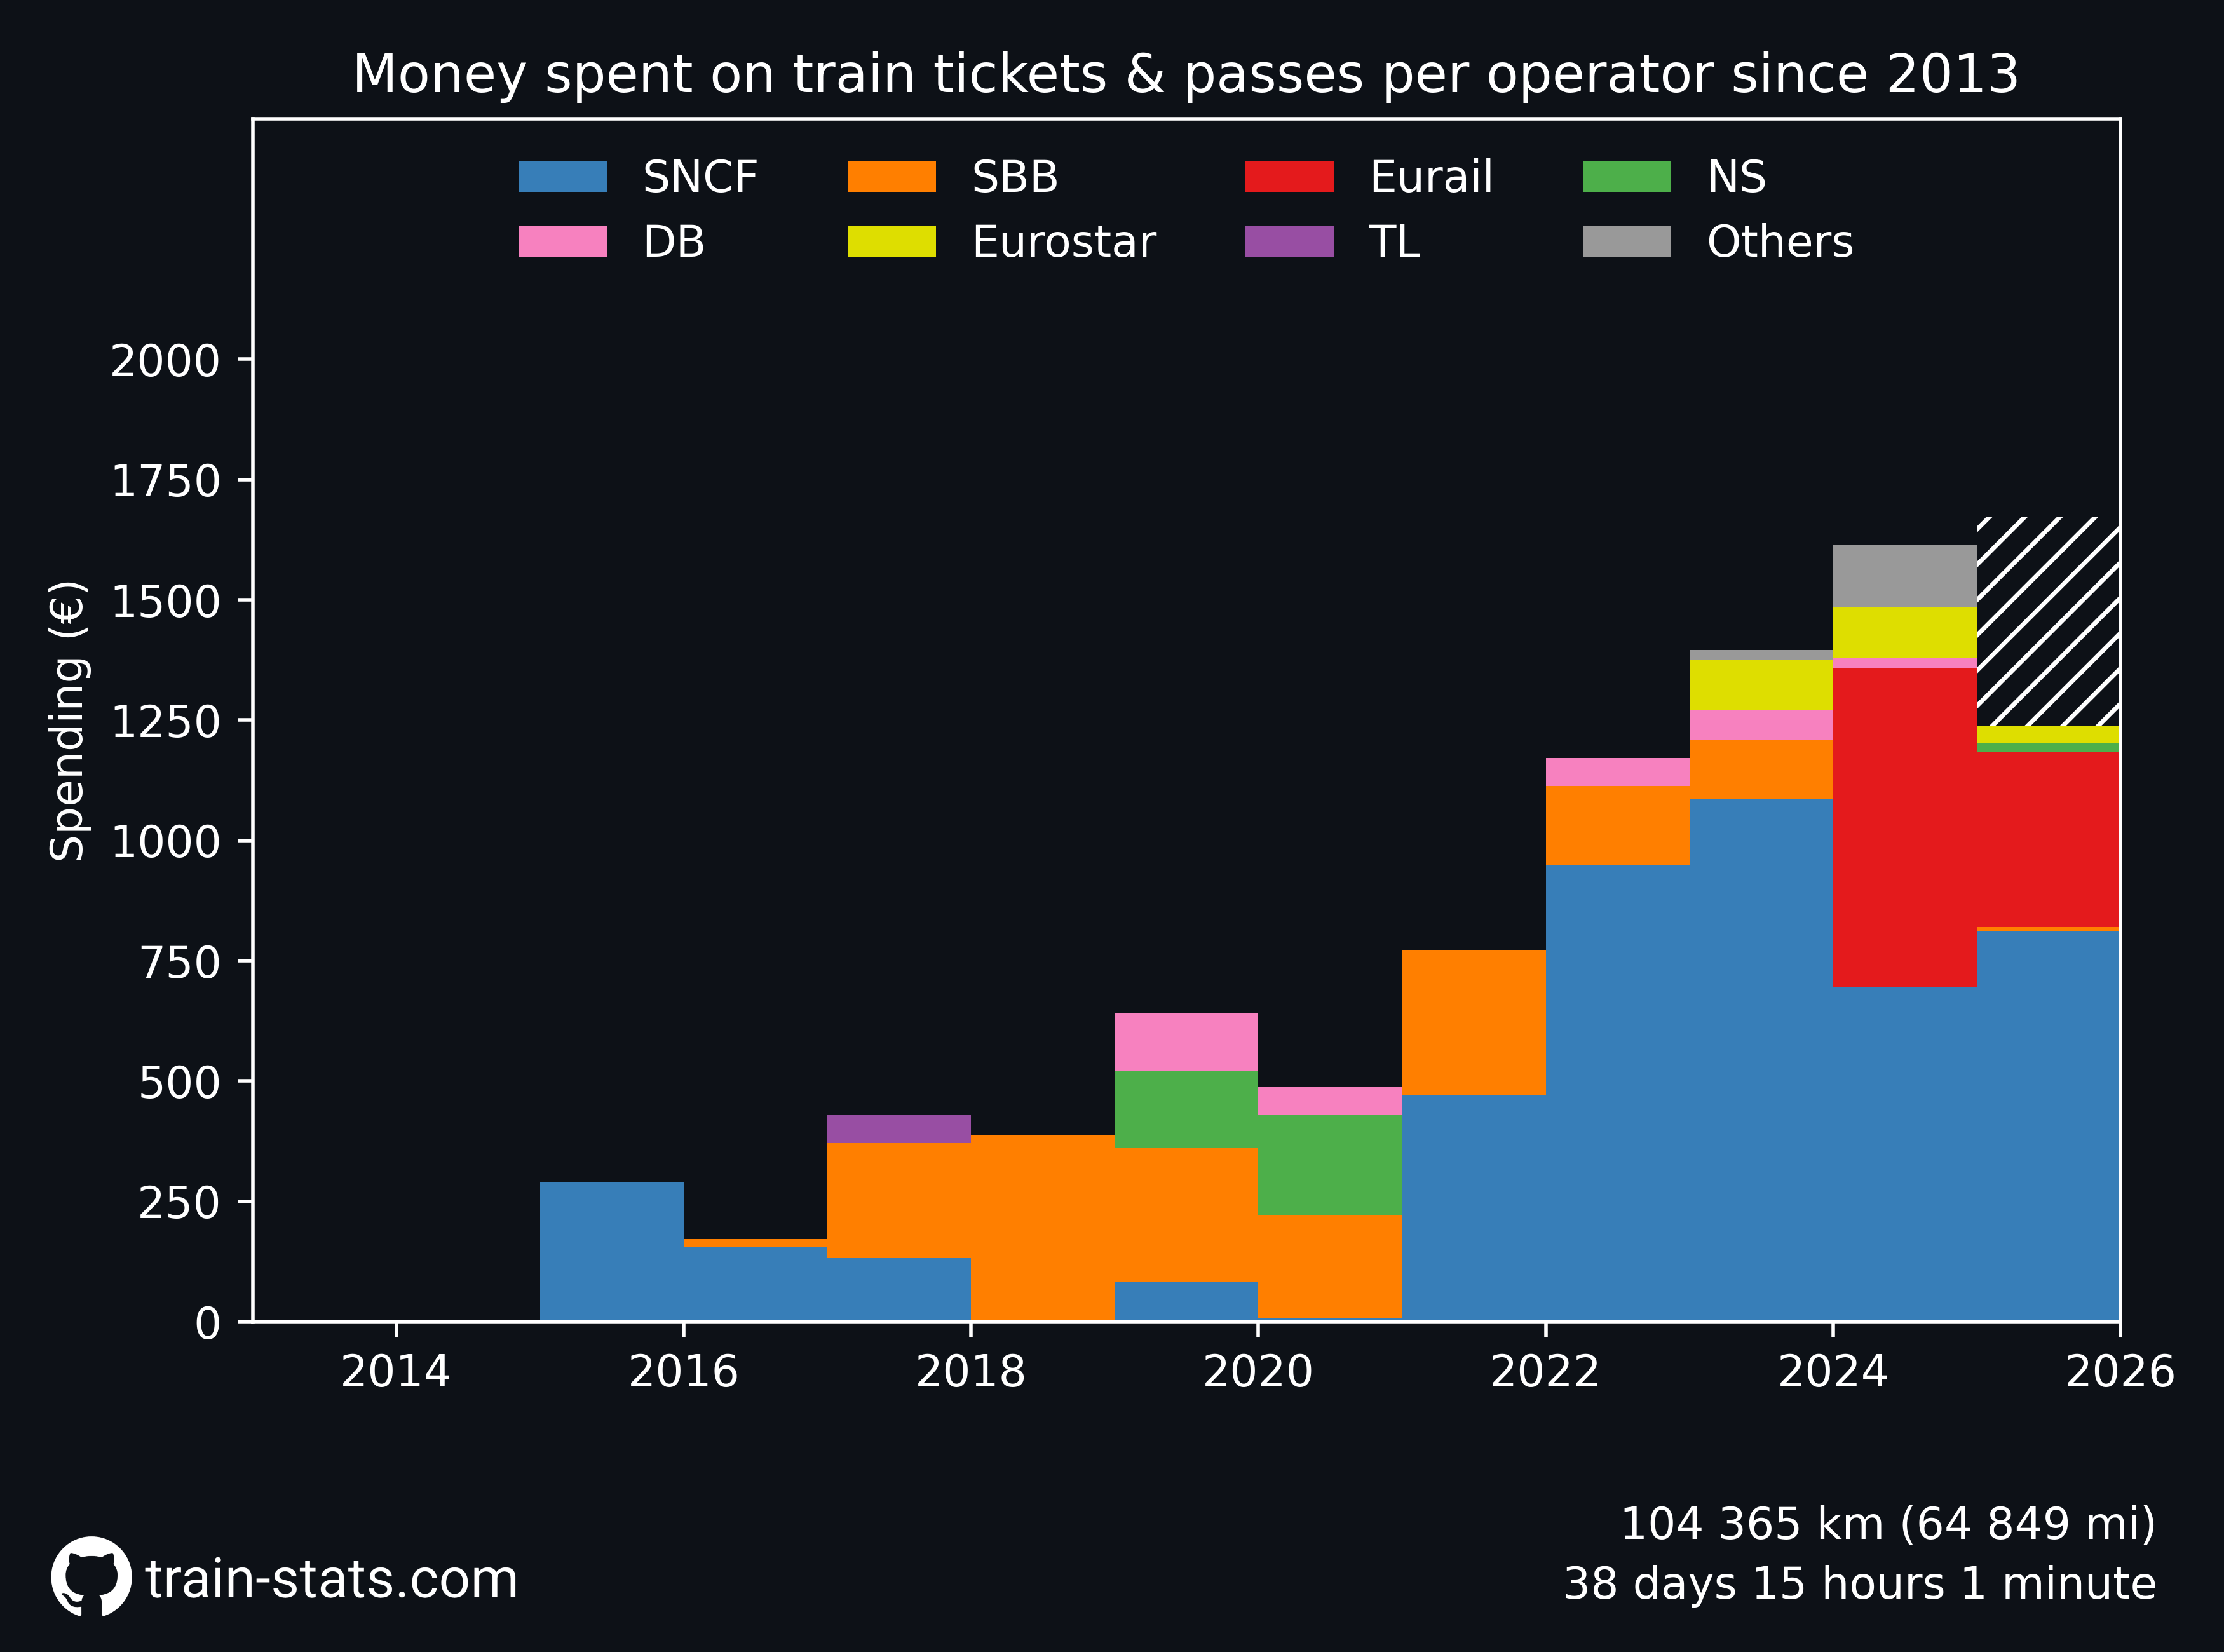 Money spent on train tickets & passes per operator since 2013
SNCF SBB Eurail NS
DB Eurostar TL Others
Spending (€)
2000
1750
1500
1250
1000
750
500
250
0
2014 2016 2018 2020 2022 2024 2026
104 365 km (64 849 mi)
train-stats.com
38 days 15 hours 1 minute